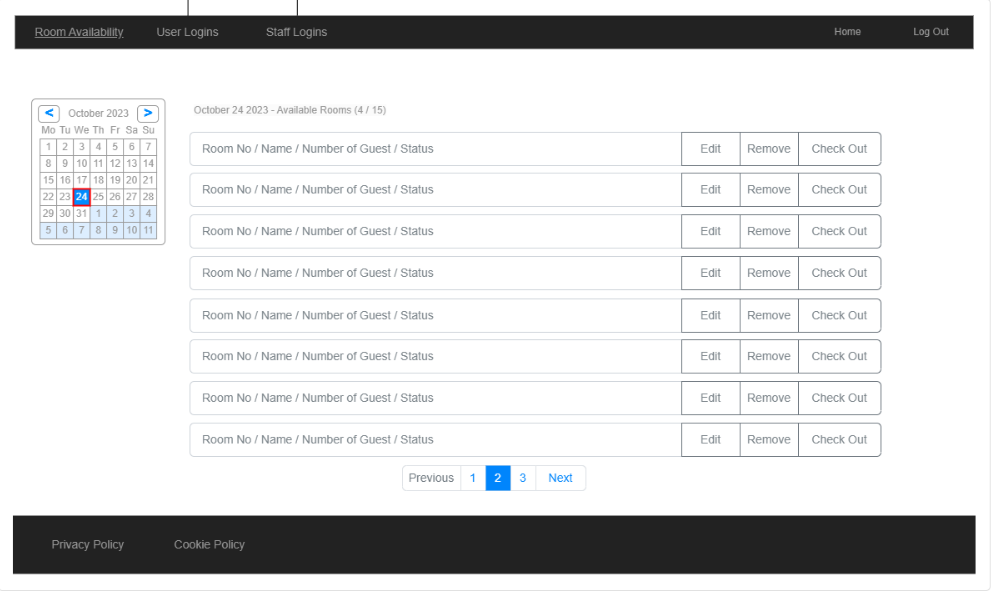 Room Availability User Logins Staff Logins Home Log Out
< October 2023 >
Mo Tu We Th Fr Sa Su
1 2 3 4 5 6 7
8 9 10 11 12 13 14
15 16 17 18 19 20 21
22 23 24 25 26 27 28
29 30 31 1 2 3 4
5 6 7 8 9 10 11
October 24 2023 - Available Rooms (4 / 15)
Room No / Name / Number of Guest / Status Edit Remove Check Out
Room No / Name / Number of Guest / Status Edit Remove Check Out
Room No / Name / Number of Guest / Status Edit Remove Check Out
Room No / Name / Number of Guest / Status Edit Remove Check Out
Room No / Name / Number of Guest / Status Edit Remove Check Out
Room No / Name / Number of Guest / Status Edit Remove Check Out
Room No / Name / Number of Guest / Status Edit Remove Check Out
Room No / Name / Number of Guest / Status Edit Remove Check Out
Previous 1 2 3 Next
Privacy Policy Cookie Policy